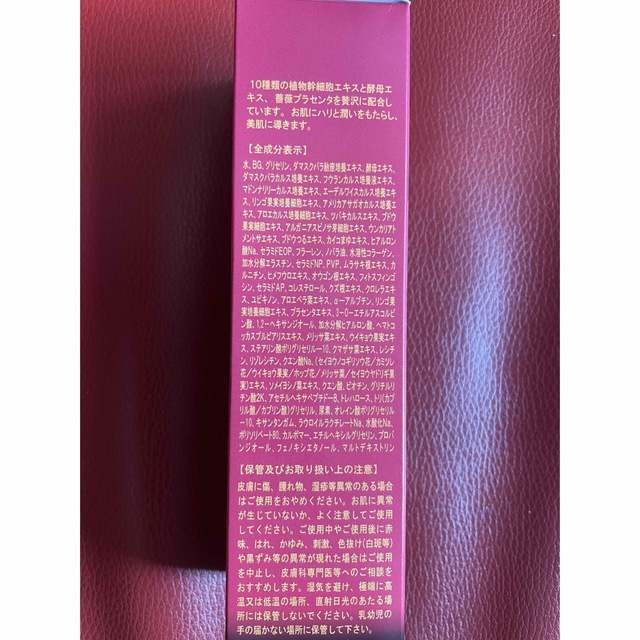 10種類の植物幹細胞エキスと酵母エ
キス、薔薇プラセンタを贅沢に配合し
ています。お肌にハリと潤いをもたらし、
美肌に導きます。
【全成分表示】
水、BG、グリセリン、ダマスクバラ胎座培養エキス、酵母エキス、
ダマスクバラカルス培養エキス、フウランカルス培養液エキス、
マドンナリリーカルス培養エキス、エーデルワイスカルス培養エキ
ス、リンゴ果実培養細胞エキス、アメリカアサガオカルス培養エキ
ス、アロエカルス培養エキス、ツバキカルスエキス、ブドウ
果実細胞エキス、アルガニアスピノサ芽細胞エキス、ウンカリアト
メントサエキス、ブドウつるエキス、カイコまゆエキス、ヒアルロン
酸Na、セラミドEOP、フラーレン、ノバラ油、水溶性コラーゲン、
加水分解エラスチン、セラミドNP、PVP、ムラサキ根エキス、カ
ルニチン、ヒメフウロエキス、オウゴン根エキス、フィトスフィンゴ
シン、セラミドAP、コレステロール、クズ根エキス、クロレラエキ
ス、ユビキノン、アロエベラ葉エキス、α-アルブチン、リンゴ果
実培養細胞エキス、プラセンタエキス、3-O-エチルアスコルビ
ン酸、1,2-ヘキサンジオール、加水分解ヒアルロン酸、ヘマトコ
ッカスプルビアリスエキス、メリッサ葉エキス、ウイキョウ果実エキ
ス、ステアリン酸ポリグリセリル-10、クマザサ葉エキス、レシチ
ン、リゾレシチン、クエン酸Na、(セイヨウノコギリソウ花/カミツレ
花/ウイキョウ果実/ホップ花/メリッサ葉/セイヨウヤドリギ果
実)エキス、ソメイヨシノ葉エキス、クエン酸、ビオチン、グリチルリ
チン酸2K、アセチルヘキサペプチド-8、トレハロース、トリ(カプリ
リル酸/カプリン酸)グリセリル、尿素、オレイン酸ポリグリセリル
-10、キサンタンガム、ラウロイルラクチレートNa、水酸化Na、
ポリソルベート80、カルボマー、エチルヘキシルグリセリン、プロパ
ンジオール、フェノキシエタノール、マルトデキストリン
【保管及びお取り扱い上の注意】
皮膚に傷、腫れ物、湿疹等異常のある場合
はご使用をおやめください。お肌に異常
が生じていないか、よく注意してご使用
してください。ご使用中やご使用後に赤
味、はれ、かゆみ、刺激、色抜け(白斑等)
や黒ずみ等の異常が現れた場合はご使用
を中止し、皮膚科専門医等へのご相談を
おすすめします。湿気を避け、極端に高
温又は低温の場所、直射日光のあたる場
所には保管しないでください。乳幼児の
手の届かない場所に保管して下さい。